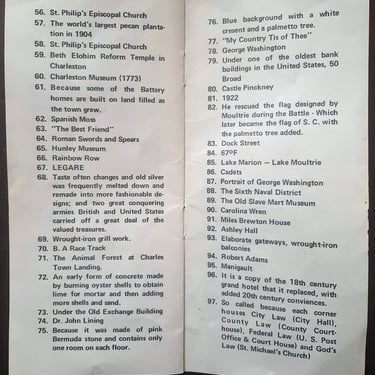 56. St. Philip's Episcopal Church
57. The world's largest pecan planta-
tion in 1904
58. St. Philip's Episcopal Church
59. Beth Elohim Reform Temple in
Charleston
60. Charleston Museum (1773)
61. Because some of the Battery
homes are built on land filled as
the town grew.
62. Spanish Moss
63. "The Best Friend"
64. Roman Swords and Spears
65. Hunley Museum
66. Rainbow Row
67. LEGARE
68. Taste often changes and old silver
was frequently melted down and
remade into more fashionable de-
signs; and two great conquering
armies British and United States
carried off a great deal of the
old silver.
69. Wrought-iron grill work.
70. B. A Race Track
71. The Animal Forest at Charles
Town Landing.
72. An early form of concrete made
by burning oyster shells to obtain
lime for mortar and then adding
more shells and sand.
73. Under the Old Exchange Building
74. Dr. John Lining
75. Because it was made of pink
Bermuda stone and contains only
one room on each floor.
76. Blue background with a white
cresent and a palmetto tree.
77. "My Country Tis of Thee"
78. George Washington
79. Under one of the oldest bank
buildings in the United States, 50
Broad
80. Castle Pinckney
81. 1922
82. He rescued the flag designed by
Moultrie during the Battle - Which
later became the flag of S. C. with
the palmetto tree added.
83. Dock Street
84. 67ºF
85. Lake Marion — Lake Moultrie
86. Cadets
87. Portrait of George Washington
88. The Sixth Naval District
89. The Old Slave Mart Museum
90. Carolina Wren
91. Miles Brewton House
92. Ashley Hall
93. Elaborate gateways, wrought-iron
balconies
94. Robert Adams
95. Manigault
96. It is a copy of the 18th century
grand hotel that it replaced, with
added 20th century conviences.
97. So called because each corner
houses City Law (City Hall),
County Law (County Court-
house), Federal Law (U. S. Post
Office & Court House) and God's
Law (St. Michael's Church)